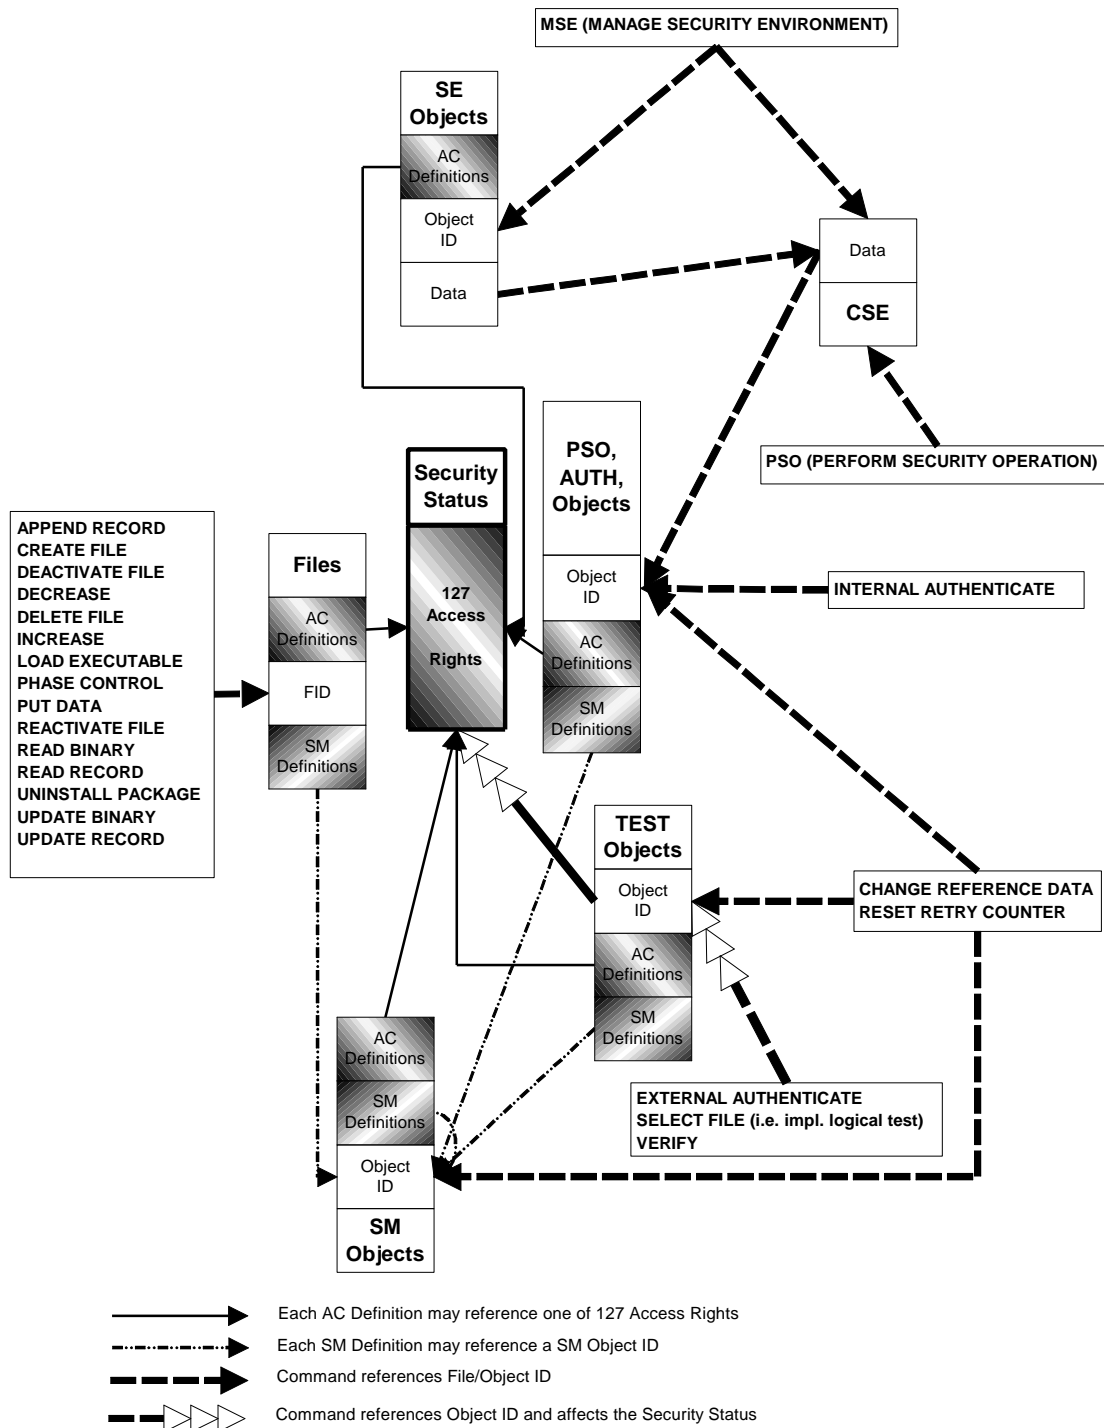 MSE (MANAGE SECURITY ENVIRONMENT)
SE
Objects
AC
Definitions
Object
ID
Data
Data
CSE
PSO (PERFORM SECURITY OPERATION)
PSO,
AUTH,
Objects
Object
ID
AC
Definitions
SM
Definitions
INTERNAL AUTHENTICATE
Security
Status
127
Access
Rights
APPEND RECORD
CREATE FILE
DEACTIVATE FILE
DECREASE
DELETE FILE
INCREASE
LOAD EXECUTABLE
PHASE CONTROL
PUT DATA
REACTIVATE FILE
READ BINARY
READ RECORD
UNINSTALL PACKAGE
UPDATE BINARY
UPDATE RECORD
Files
AC
Definitions
FID
SM
Definitions
TEST
Objects
Object
ID
AC
Definitions
SM
Definitions
CHANGE REFERENCE DATA
RESET RETRY COUNTER
EXTERNAL AUTHENTICATE
SELECT FILE (i.e. impl. logical test)
VERIFY
AC
Definitions
SM
Definitions
Object
ID
SM
Objects
Each AC Definition may reference one of 127 Access Rights
Each SM Definition may reference a SM Object ID
Command references File/Object ID
Command references Object ID and affects the Security Status